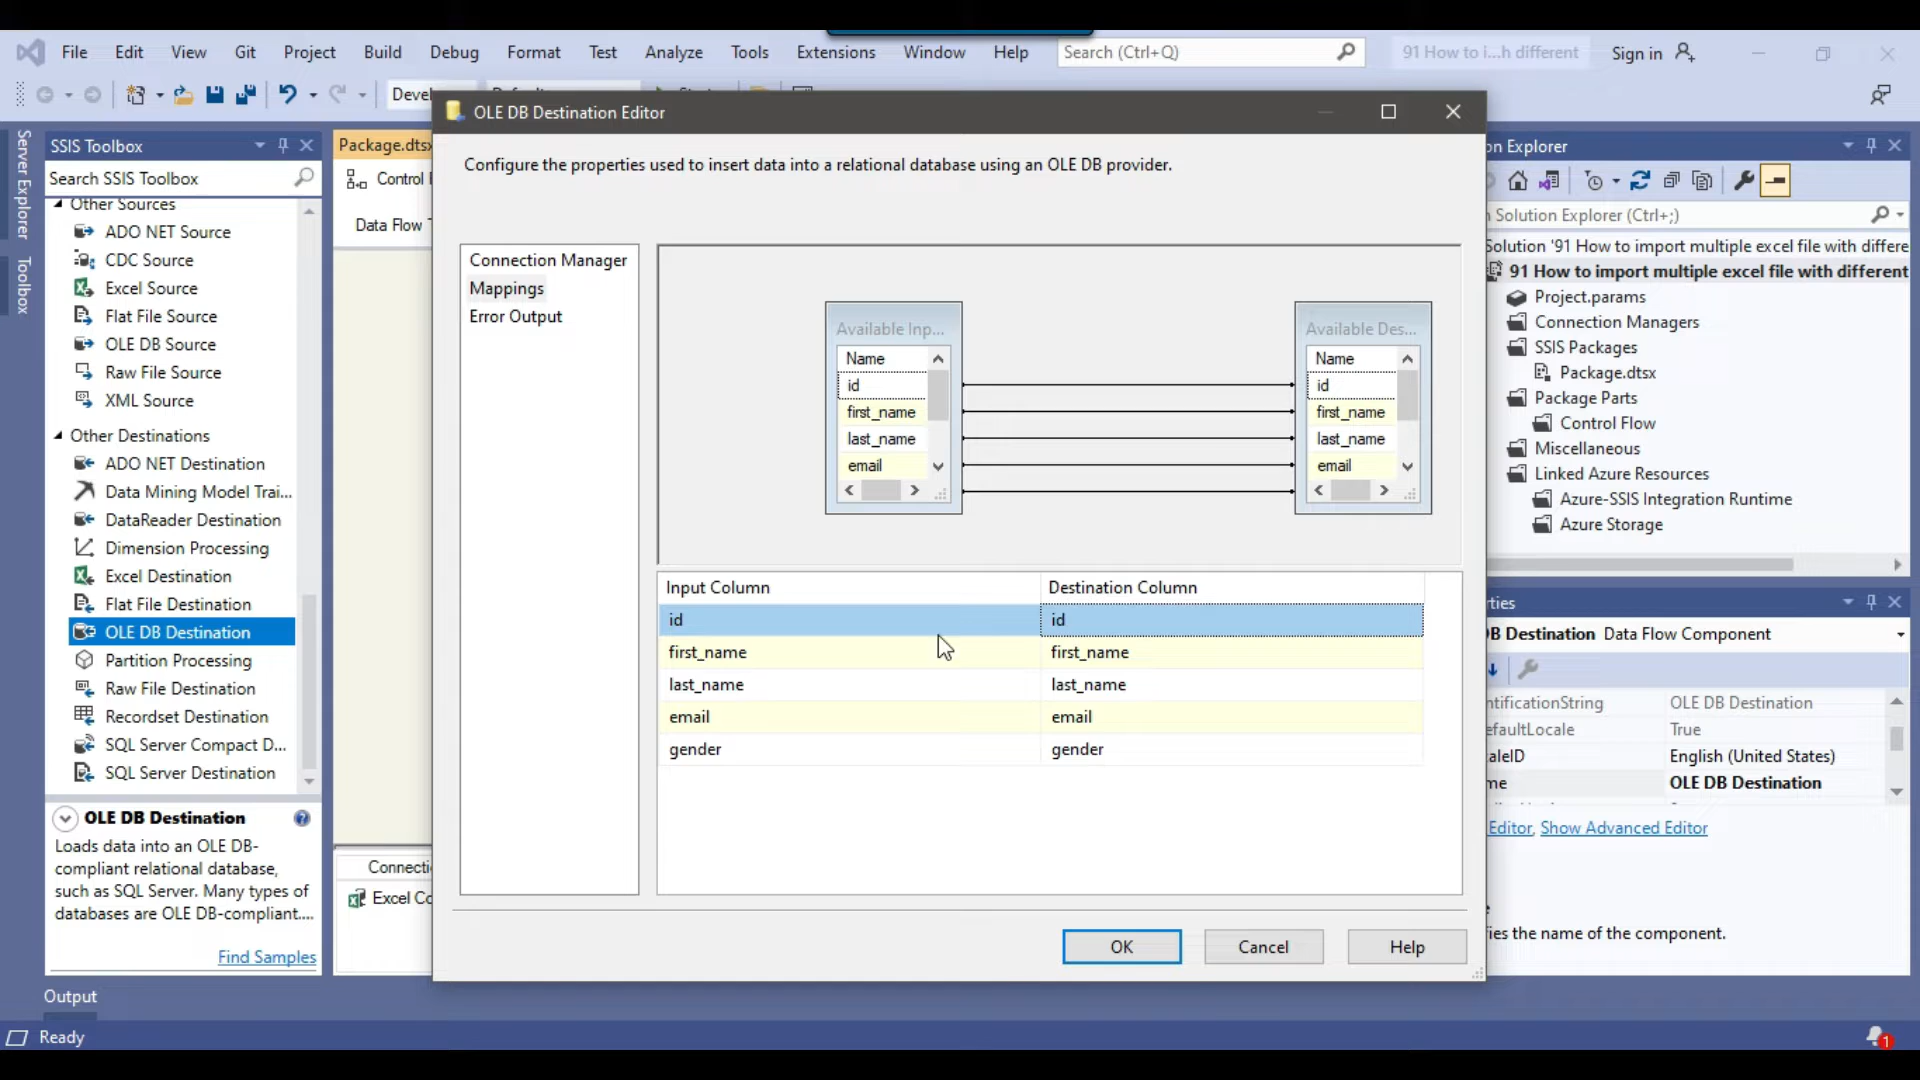 File Edit View Git Project Build Debug Format Test Analyze Tools Extensions Window Help Search (Ctrl+Q) 91 How to i...h different Sign in
OLE DB Destination Editor
Configure the properties used to insert data into a relational database using an OLE DB provider.
Server Explorer
Toolbox
SSIS Toolbox
Search SSIS Toolbox
Other Sources
ADO NET Source
CDC Source
Excel Source
Flat File Source
OLE DB Source
Raw File Source
XML Source
Other Destinations
ADO NET Destination
Data Mining Model Trai...
DataReader Destination
Dimension Processing
Excel Destination
Flat File Destination
OLE DB Destination
Partition Processing
Raw File Destination
Recordset Destination
SQL Server Compact D...
SQL Server Destination
OLE DB Destination
Loads data into an OLE DB-
compliant relational database,
such as SQL Server. Many types of
databases are OLE DB-compliant....
Find Samples
Package.dts
Control
Data Flow
Excel Co
Connection Manager
Mappings
Error Output
Available Inp...
Name
id
first_name
last_name
email
Available Des...
Name
id
first_name
last_name
email
Input Column Destination Column
id id
first_name first_name
last_name last_name
email email
gender gender
OK Cancel Help
on Explorer
Solution Explorer (Ctrl+;)
Solution '91 How to import multiple excel file with differe
91 How to import multiple excel file with different
Project.params
Connection Managers
SSIS Packages
Package.dtsx
Package Parts
Control Flow
Miscellaneous
Linked Azure Resources
Azure-SSIS Integration Runtime
Azure Storage
rties
B Destination Data Flow Component
ntificationString OLE DB Destination
efaultLocale True
aleID English (United States)
me OLE DB Destination
Editor, Show Advanced Editor
ies the name of the component.
Output
Ready
1